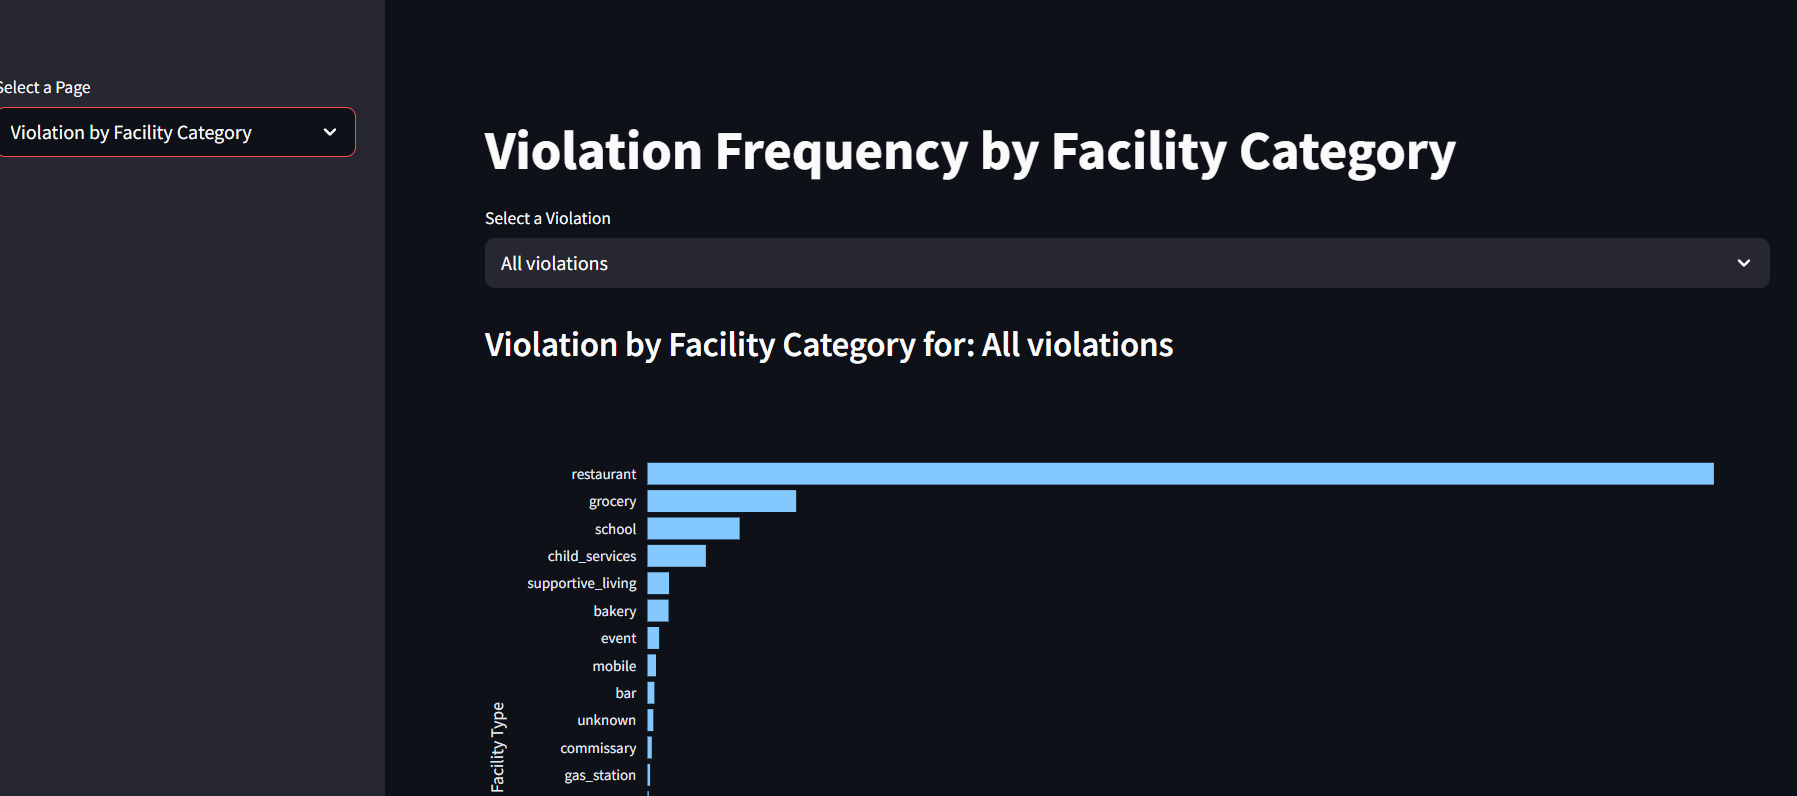 Select a Page
Violation by Facility Category
Violation Frequency by Facility Category
Select a Violation
All violations
Violation by Facility Category for: All violations
restaurant
grocery
school
child_services
supportive_living
bakery
event
mobile
bar
unknown
commissary
gas_station
Facility Type